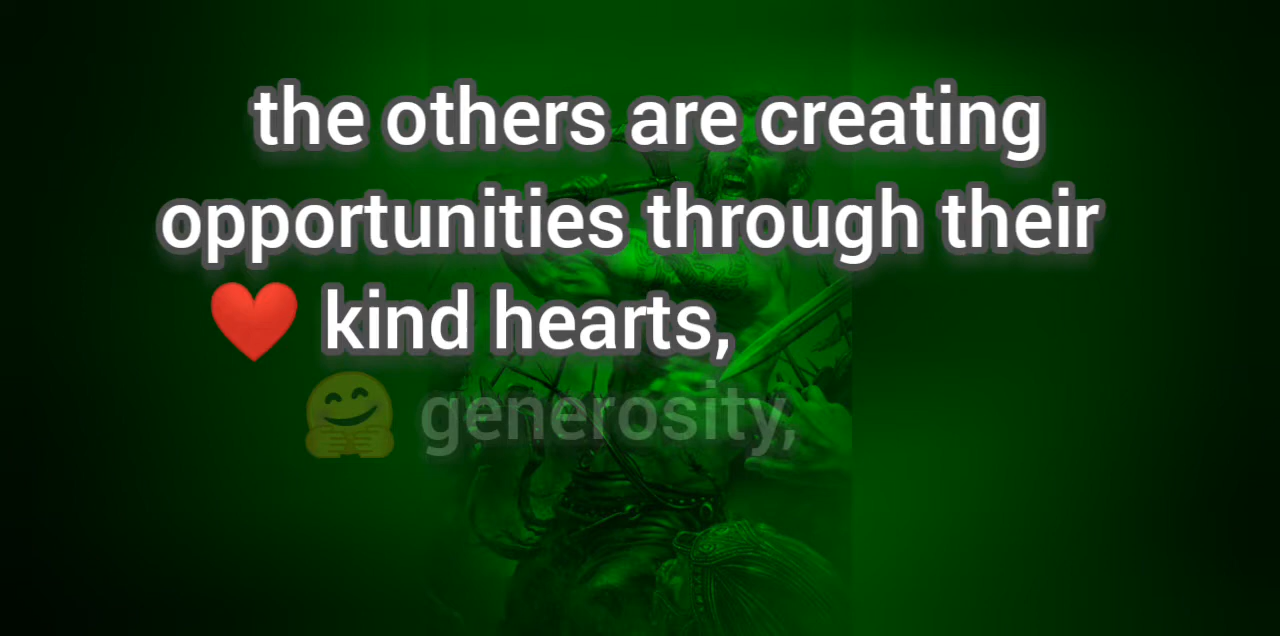 the others are creating
opportunities through their
❤️ kind hearts,
🤗 generosity,